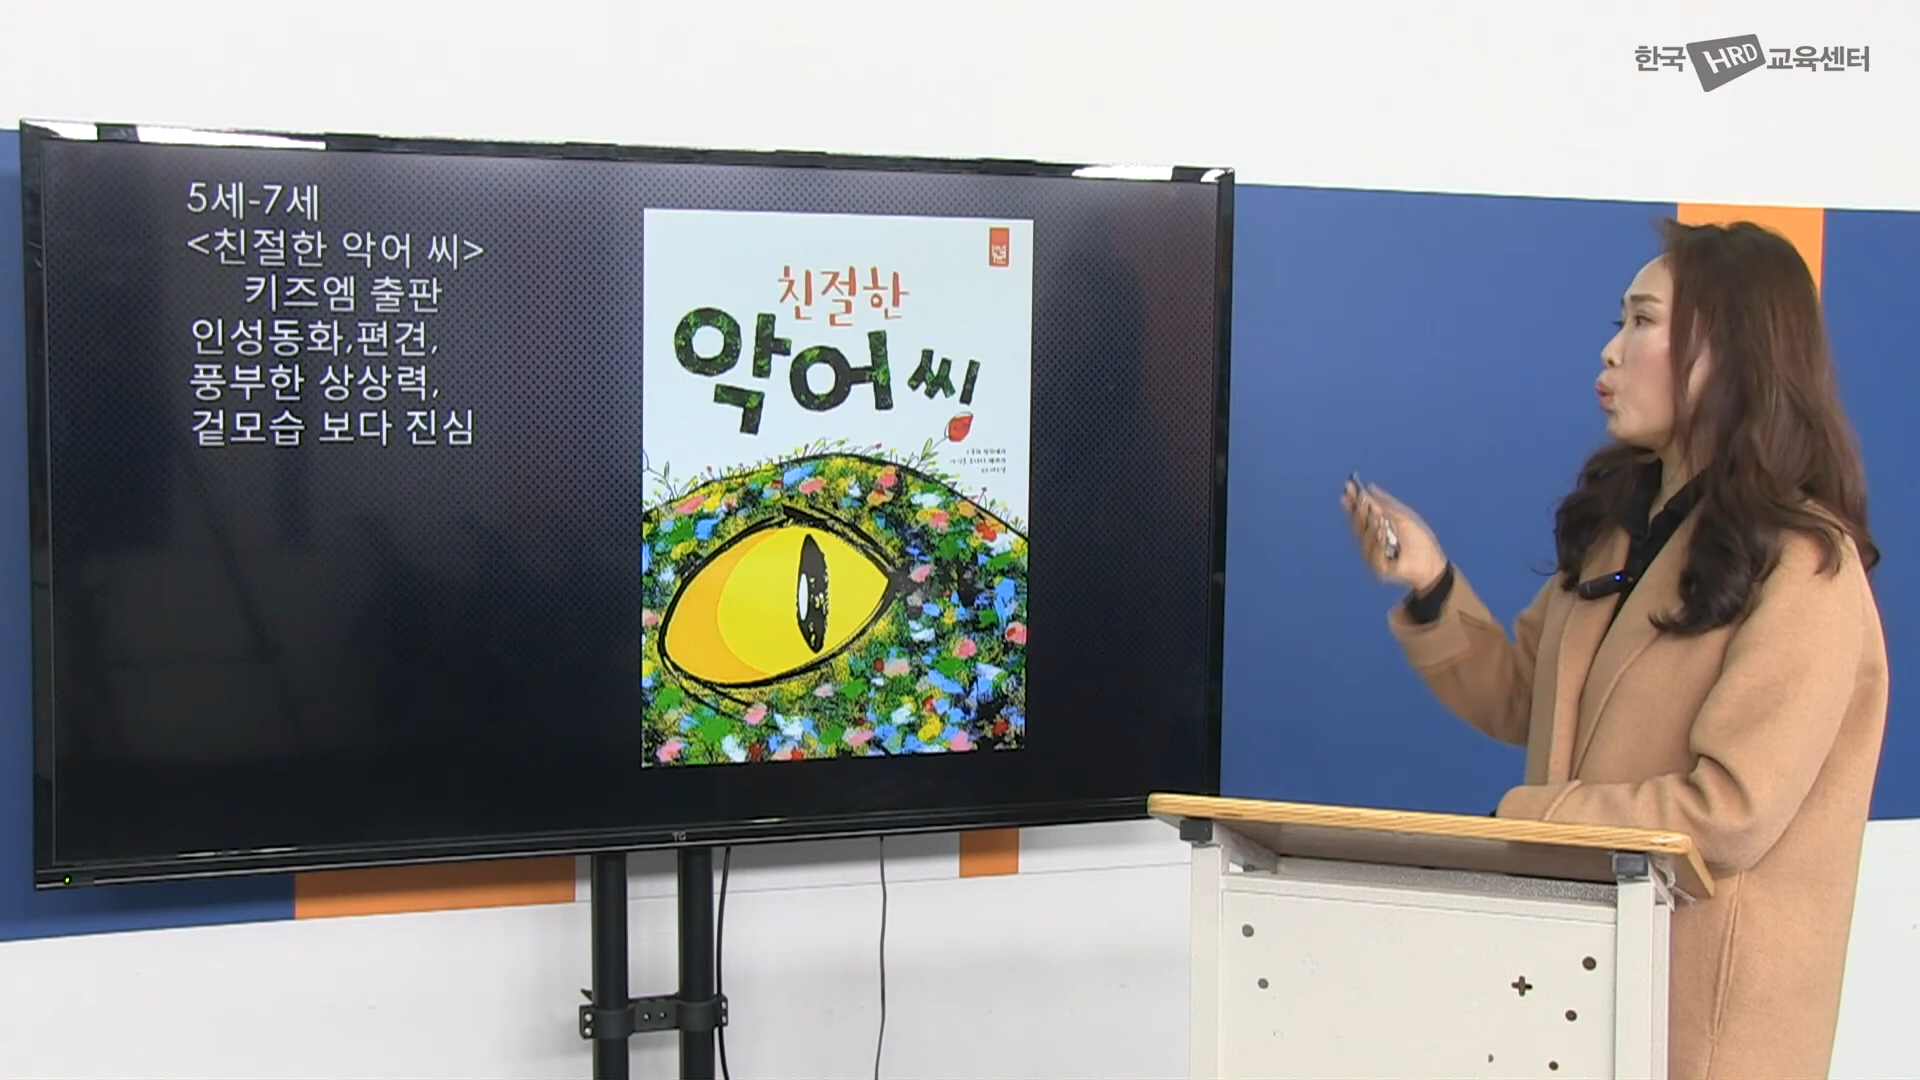 한국 HRD 교육센터
5세-7세
<친절한 악어 씨>
키즈엠 출판
인성동화,편견,
풍부한 상상력,
겉모습 보다 진심
친절한
악어 씨
TG